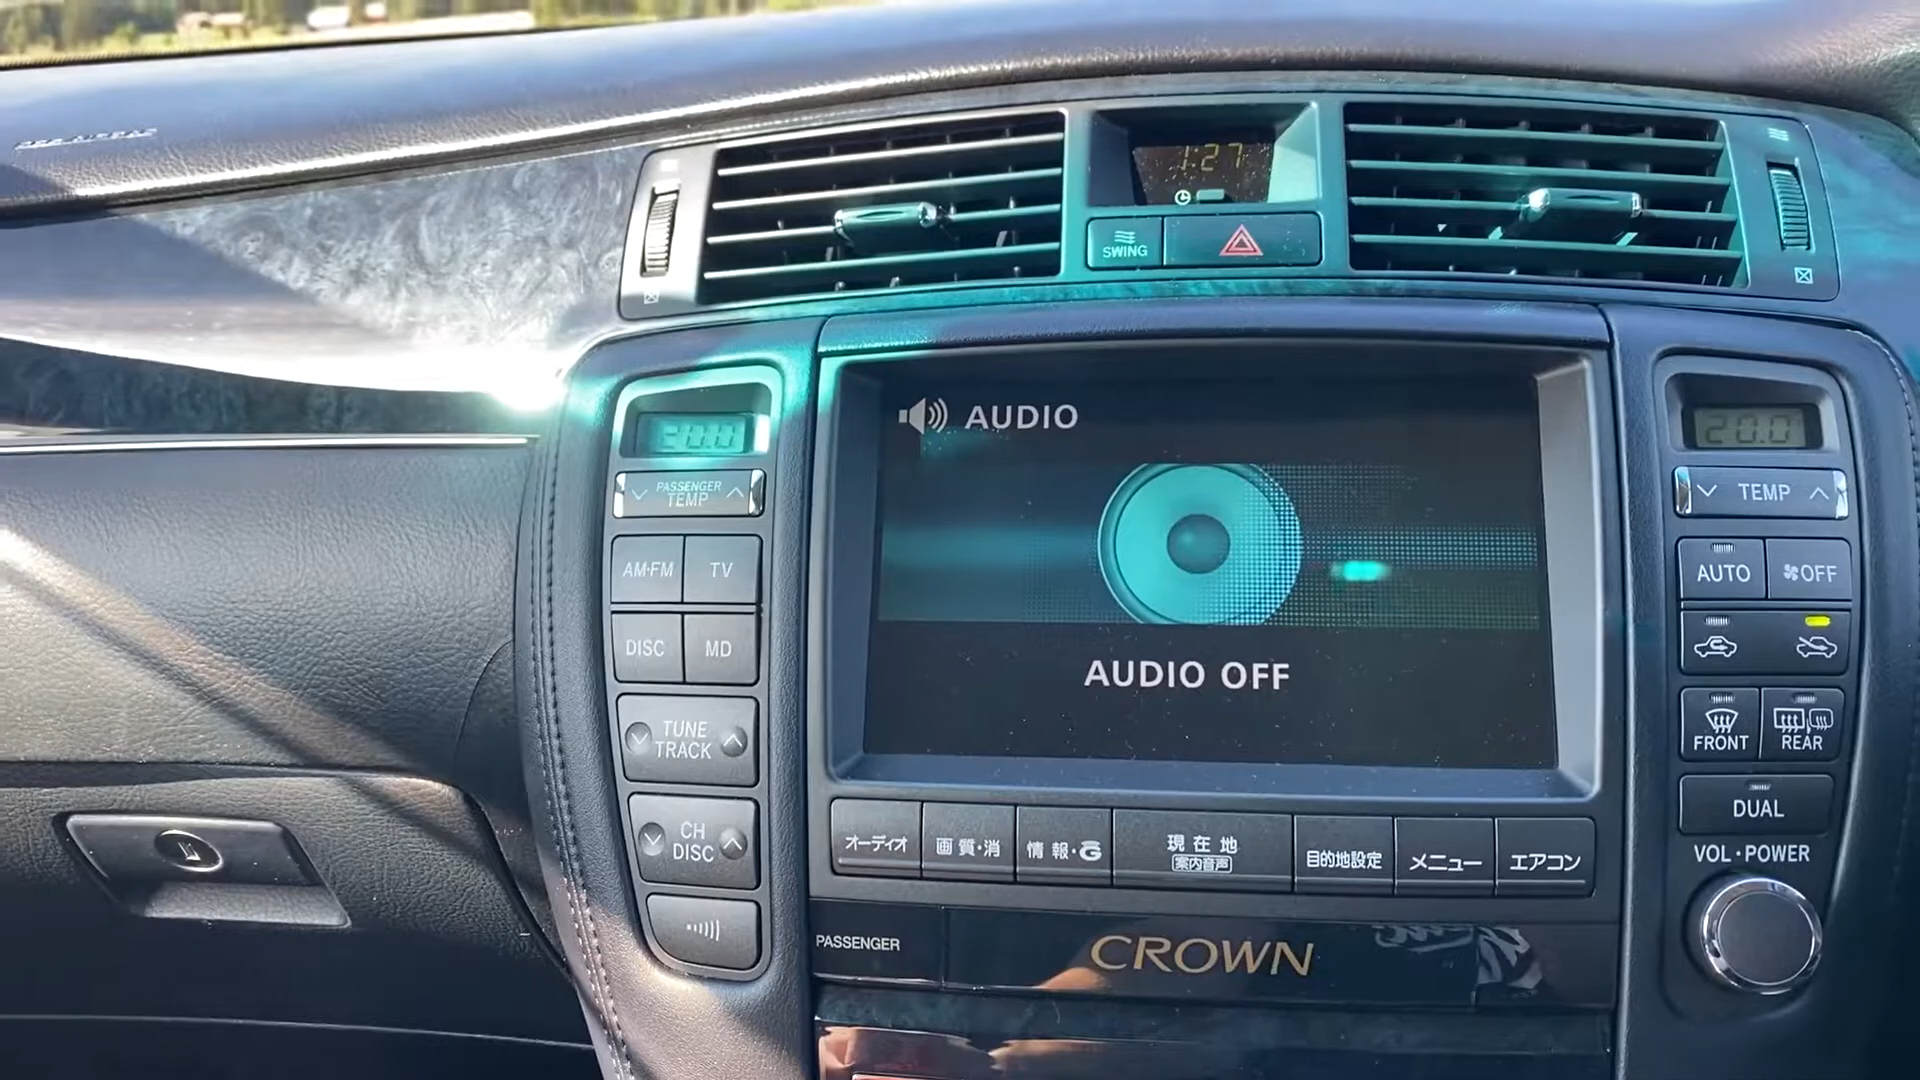 SRS AIRBAG
1:27
SWING
20.0
PASSENGER
TEMP
AM·FM
TV
DISC
MD
TUNE
TRACK
CH
DISC
AUDIO
AUDIO OFF
20.0
TEMP
AUTO
OFF
FRONT
REAR
DUAL
VOL·POWER
オーディオ
画質·消
情報·G
現在地
案内音声
目的地設定
メニュー
エアコン
PASSENGER
CROWN